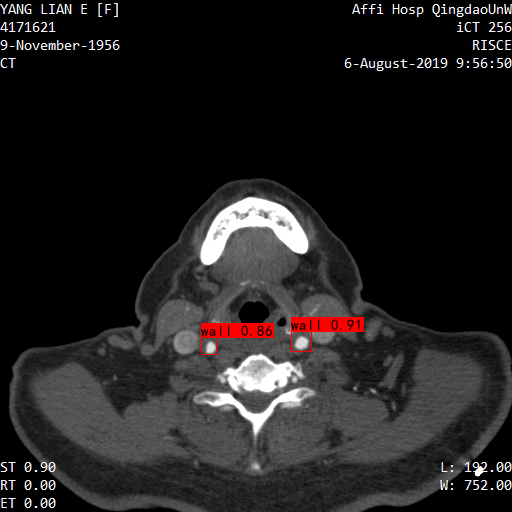 YANG LIAN E [F]
4171621
9-November-1956
CT
Affi Hosp QingdaoUnW
iCT 256
RISCE
6-August-2019 9:56:50
wall 0.86
wall 0.91
ST 0.90
RT 0.00
ET 0.00
L: 192.00
W: 752.00